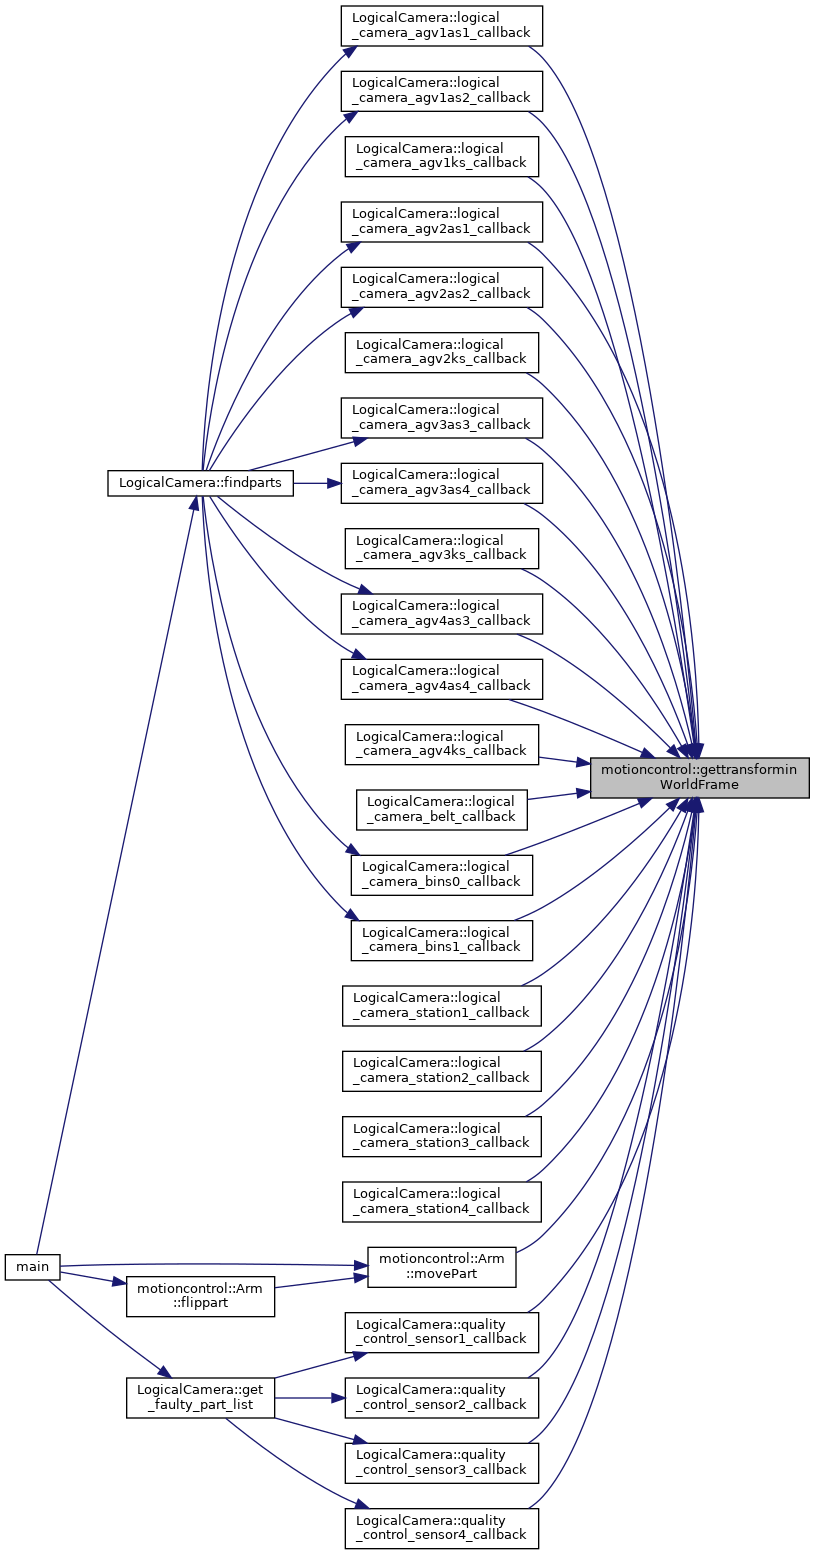 LogicalCamera::logical
_camera_agv1as1_callback
LogicalCamera::logical
_camera_agv1as2_callback
LogicalCamera::logical
_camera_agv1ks_callback
LogicalCamera::logical
_camera_agv2as1_callback
LogicalCamera::logical
_camera_agv2as2_callback
LogicalCamera::logical
_camera_agv2ks_callback
LogicalCamera::logical
_camera_agv3as3_callback
LogicalCamera::findparts
LogicalCamera::logical
_camera_agv3as4_callback
LogicalCamera::logical
_camera_agv3ks_callback
LogicalCamera::logical
_camera_agv4as3_callback
LogicalCamera::logical
_camera_agv4as4_callback
LogicalCamera::logical
_camera_agv4ks_callback
motioncontrol::gettransformin
WorldFrame
LogicalCamera::logical
_camera_belt_callback
LogicalCamera::logical
_camera_bins0_callback
LogicalCamera::logical
_camera_bins1_callback
LogicalCamera::logical
_camera_station1_callback
LogicalCamera::logical
_camera_station2_callback
LogicalCamera::logical
_camera_station3_callback
LogicalCamera::logical
_camera_station4_callback
main
motioncontrol::Arm
::movePart
motioncontrol::Arm
::flippart
LogicalCamera::quality
_control_sensor1_callback
LogicalCamera::get
_faulty_part_list
LogicalCamera::quality
_control_sensor2_callback
LogicalCamera::quality
_control_sensor3_callback
LogicalCamera::quality
_control_sensor4_callback